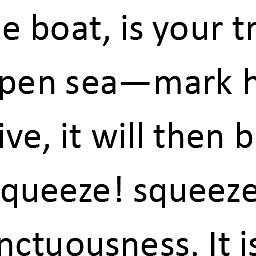 e boat, is your tr
pen sea—mark h
ive, it will then b
queeze! squeeze
nctuousness. It is